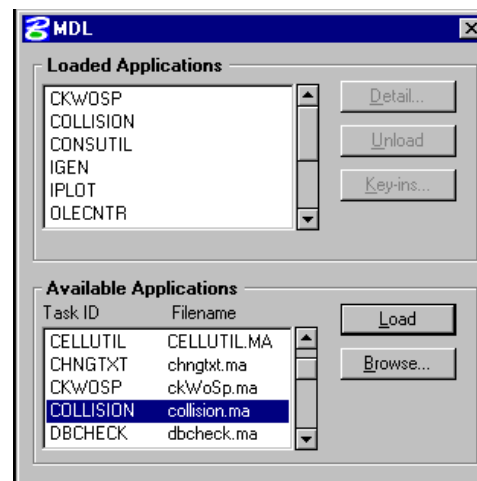 MDL
Loaded Applications
CKWOSP
COLLISION
CONSUTIL
IGEN
IPLOT
OLECNTR
Detail...
Unload
Key-ins...
Available Applications
Task ID Filename
CELLUTIL CELLUTIL.MA
CHNGTXT chngtxt.ma
CKWOSP ckWoSp.ma
COLLISION collision.ma
DBCHECK dbcheck.ma
Load
Browse...